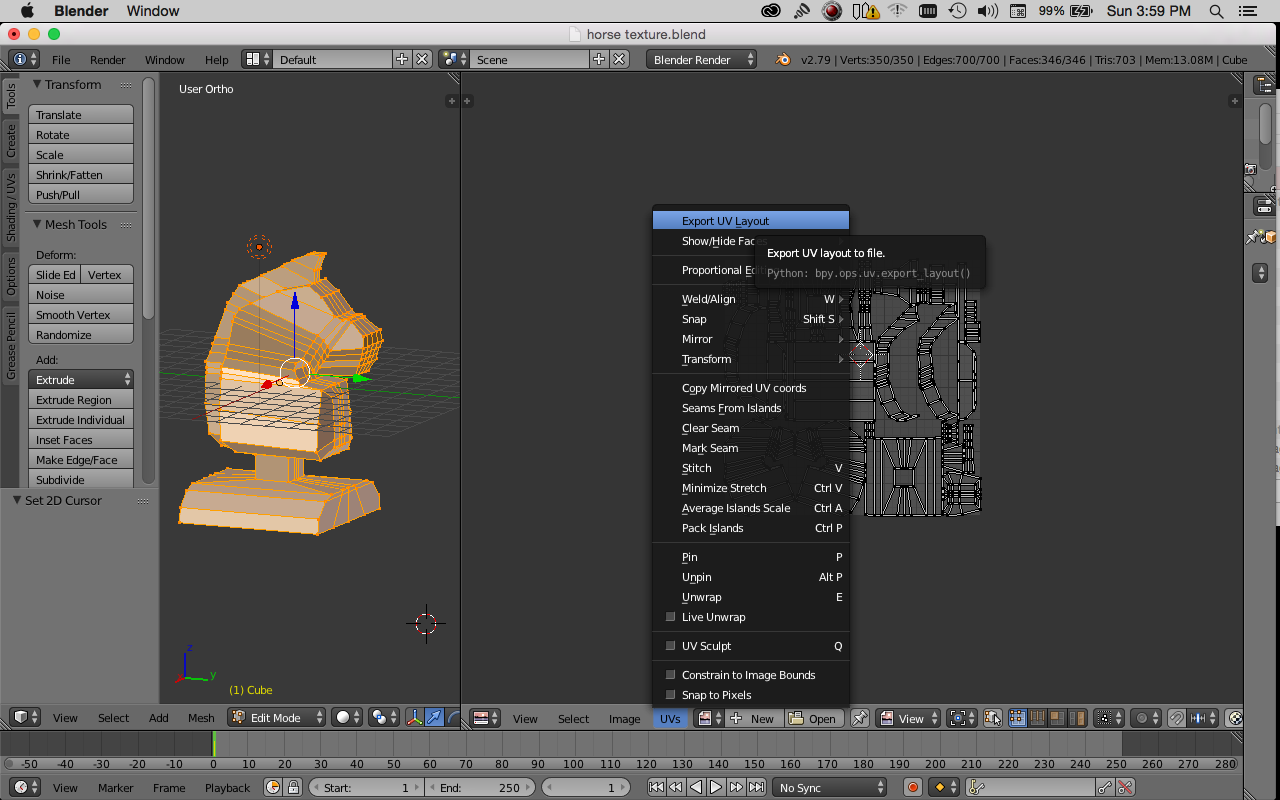 Blender Window 99% Sun 3:59 PM
horse texture.blend
File Render Window Help Default Scene Blender Render v2.79 | Verts:350/350 | Edges:700/700 | Faces:346/346 | Tris:703 | Mem:13.08M | Cube
Tools
Create
Shading / UVs
Options
Grease Pencil
Transform
Translate
Rotate
Scale
Shrink/Fatten
Push/Pull
Mesh Tools
Deform:
Slide Ed Vertex
Noise
Smooth Vertex
Randomize
Add:
Extrude
Extrude Region
Extrude Individual
Inset Faces
Make Edge/Face
Subdivide
Set 2D Cursor
User Ortho
z
y
x
(1) Cube
Export UV Layout
Show/Hide Faces
Export UV layout to file.
Python: bpy.ops.uv.export_layout()
Proportional Edi
Weld/Align W
Snap Shift S
Mirror
Transform
Copy Mirrored UV coords
Seams From Islands
Clear Seam
Mark Seam
Stitch V
Minimize Stretch Ctrl V
Average Islands Scale Ctrl A
Pack Islands Ctrl P
Pin P
Unpin Alt P
Unwrap E
Live Unwrap
UV Sculpt Q
Constrain to Image Bounds
Snap to Pixels
View Select Add Mesh Edit Mode
View Select Image UVs New Open View
-50 -40 -30 -20 -10 0 10 20 30 40 50 60 70 80 90 100 110 120 130 140 150 160 170 180 190 200 210 220 230 240 250 260 270 280
View Marker Frame Playback Start: 1 End: 250 1 No Sync